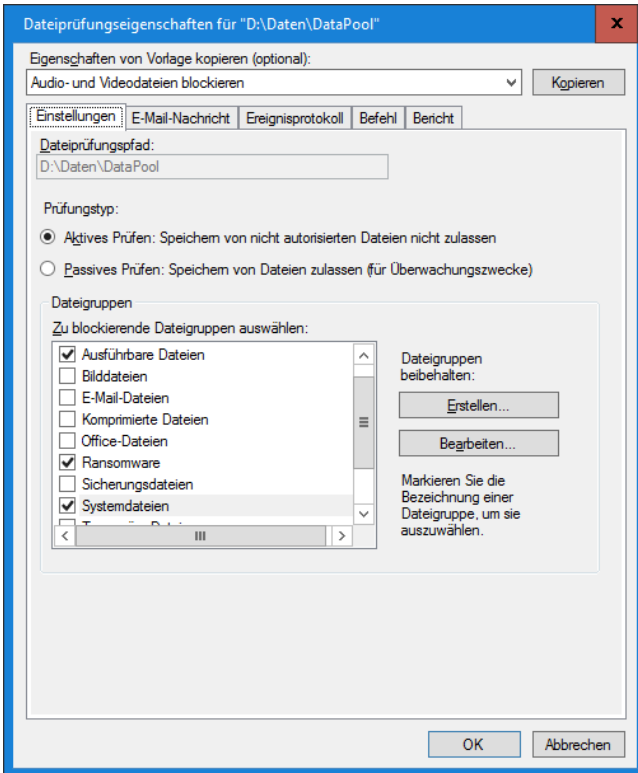 Dateiprüfungseigenschaften für "D:\Daten\DataPool"
x
Eigenschaften von Vorlage kopieren (optional):
Audio- und Videodateien blockieren
Kopieren
Einstellungen E-Mail-Nachricht Ereignisprotokoll Befehl Bericht
Dateiprüfungspfad:
D:\Daten\DataPool
Prüfungstyp:
Aktives Prüfen: Speichern von nicht autorisierten Dateien nicht zulassen
Passives Prüfen: Speichern von Dateien zulassen (für Überwachungszwecke)
Dateigruppen
Zu blockierende Dateigruppen auswählen:
Ausführbare Dateien
Bilddateien
E-Mail-Dateien
Komprimierte Dateien
Office-Dateien
Ransomware
Sicherungsdateien
Systemdateien
Dateigruppen
beibehalten:
Erstellen...
Bearbeiten...
Markieren Sie die
Bezeichnung einer
Dateigruppe, um sie
auszuwählen.
OK
Abbrechen